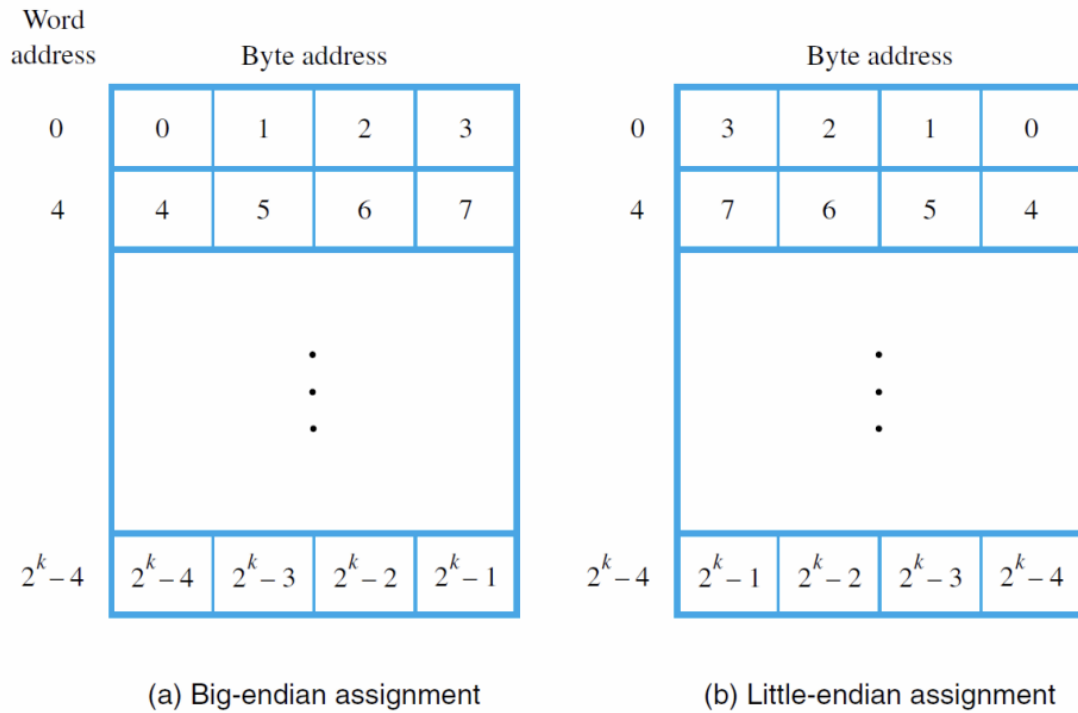 Word
address
Byte address
0 0 1 2 3
4 4 5 6 7
2^k – 4 2^k – 4 2^k – 3 2^k – 2 2^k – 1
(a) Big-endian assignment
Byte address
0 3 2 1 0
4 7 6 5 4
2^k – 4 2^k – 1 2^k – 2 2^k – 3 2^k – 4
(b) Little-endian assignment